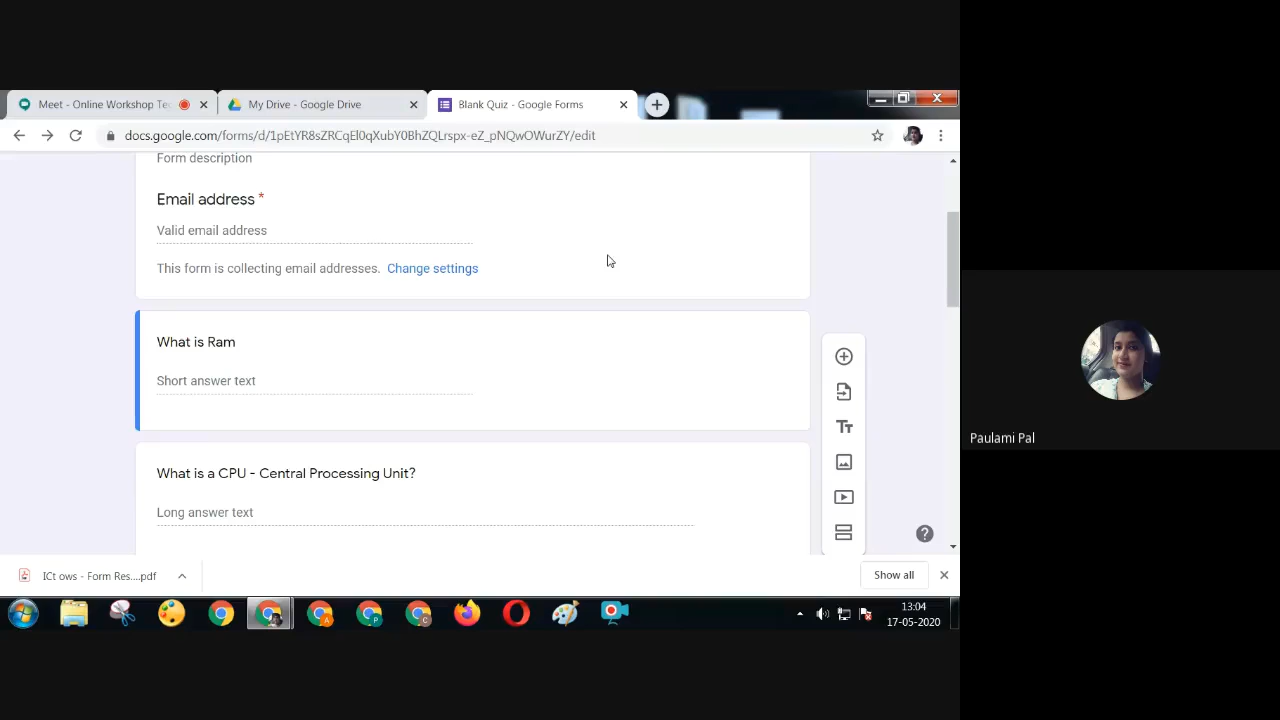 Meet - Online Workshop Te
My Drive - Google Drive
Blank Quiz - Google Forms
docs.google.com/forms/d/1pEtYR8sZRCqEl0qXubY0BhZQLrspx-eZ_pNQwOWurZY/edit
Form description
Email address *
Valid email address
This form is collecting email addresses. Change settings
What is Ram
Short answer text
What is a CPU - Central Processing Unit?
Long answer text
Paulami Pal
ICt ows - Form Res....pdf
Show all
13:04
17-05-2020